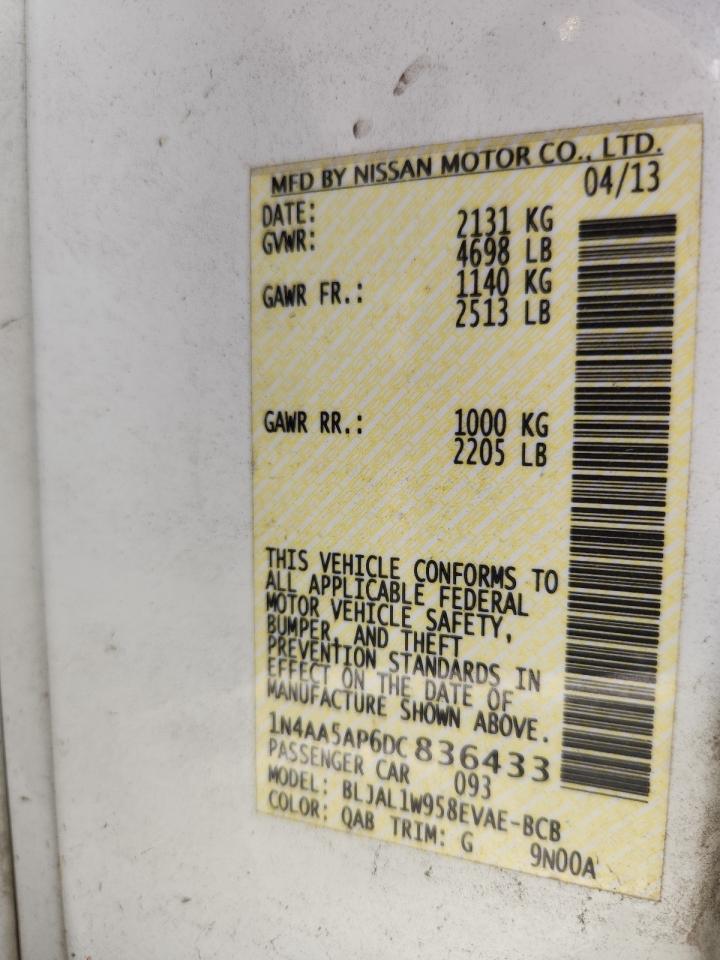 MFD BY NISSAN MOTOR CO., LTD.
DATE: 04/13
GVWR: 2131 KG
4698 LB
GAWR FR.: 1140 KG
2513 LB
GAWR RR.: 1000 KG
2205 LB
THIS VEHICLE CONFORMS TO
ALL APPLICABLE FEDERAL
MOTOR VEHICLE SAFETY,
BUMPER, AND THEFT
PREVENTION STANDARDS IN
EFFECT ON THE DATE OF
MANUFACTURE SHOWN ABOVE.
1N4AA5AP6DC 836433
PASSENGER CAR 093
MODEL: BLJAL1W958EVAE-BCB
COLOR: QAB TRIM: G 9N00A